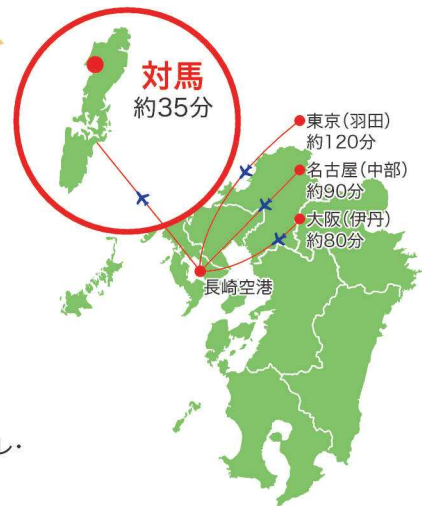 対馬
約35分
東京(羽田)
約120分
名古屋(中部)
約90分
大阪(伊丹)
約80分
長崎空港
レ・